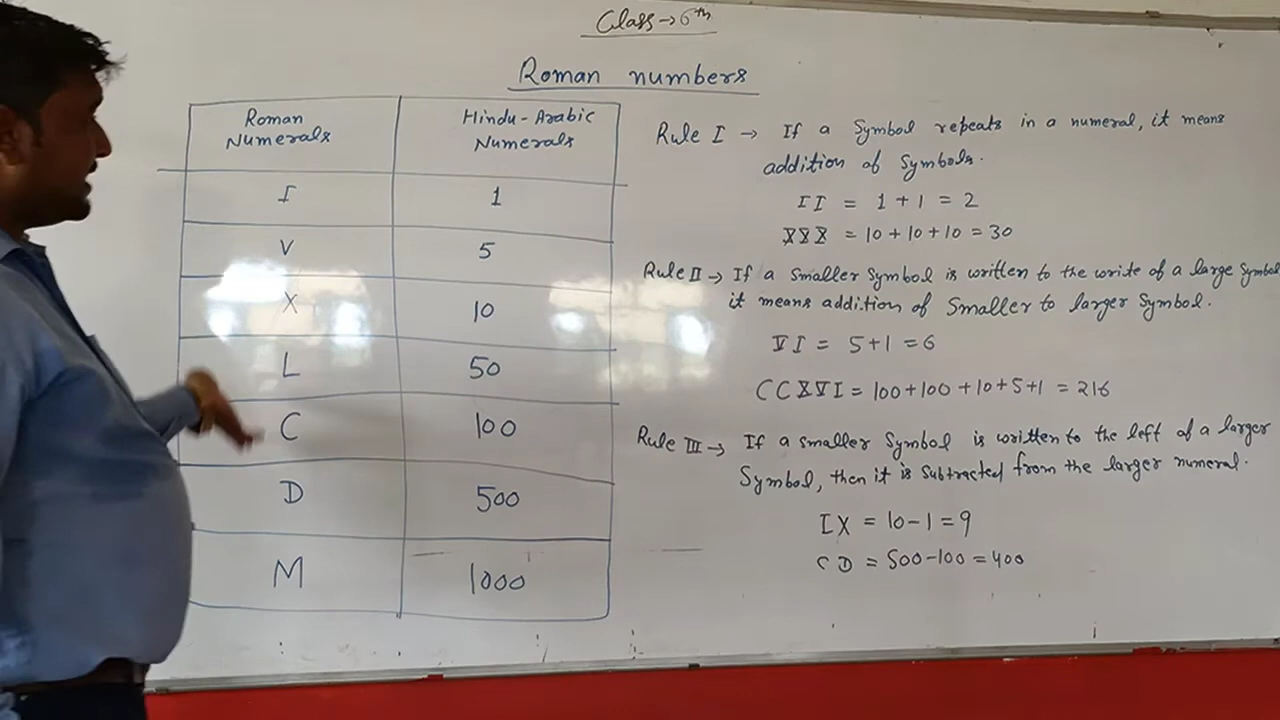 Class → 6th
Roman numbers
Roman Numerals
Hindu-Arabic Numerals
I 1
V 5
X 10
L 50
C 100
D 500
M 1000
Rule I → If a Symbol repeats in a numeral, it means
addition of Symbols.
II = 1+1 = 2
XXX = 10+10+10 = 30
Rule II → If a Smaller Symbol is written to the write of a large Symbol
it means addition of Smaller to larger Symbol.
VI = 5+1 = 6
CCXVI = 100+100+10+5+1 = 216
Rule III → If a smaller Symbol is written to the left of a larger
Symbol, then it is Subtracted from the larger numeral.
IX = 10-1 = 9
CD = 500-100 = 400